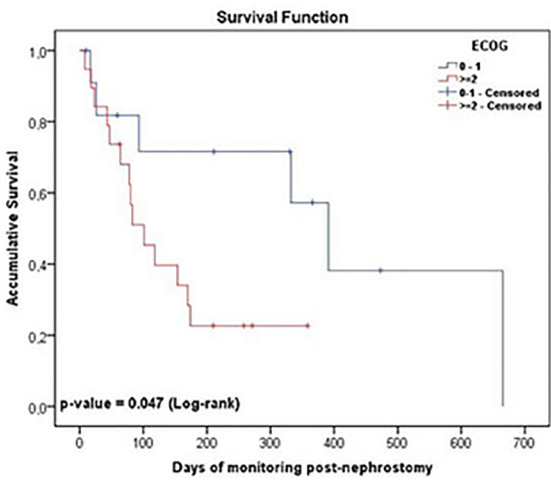 Survival Function
ECOG
0 - 1
>=2
0-1 - Censored
>=2 - Censored
Accumulative Survival
1,0
0,8
0,6
0,4
0,2
0,0
p-value = 0.047 (Log-rank)
0 100 200 300 400 500 600 700
Days of monitoring post-nephrostomy